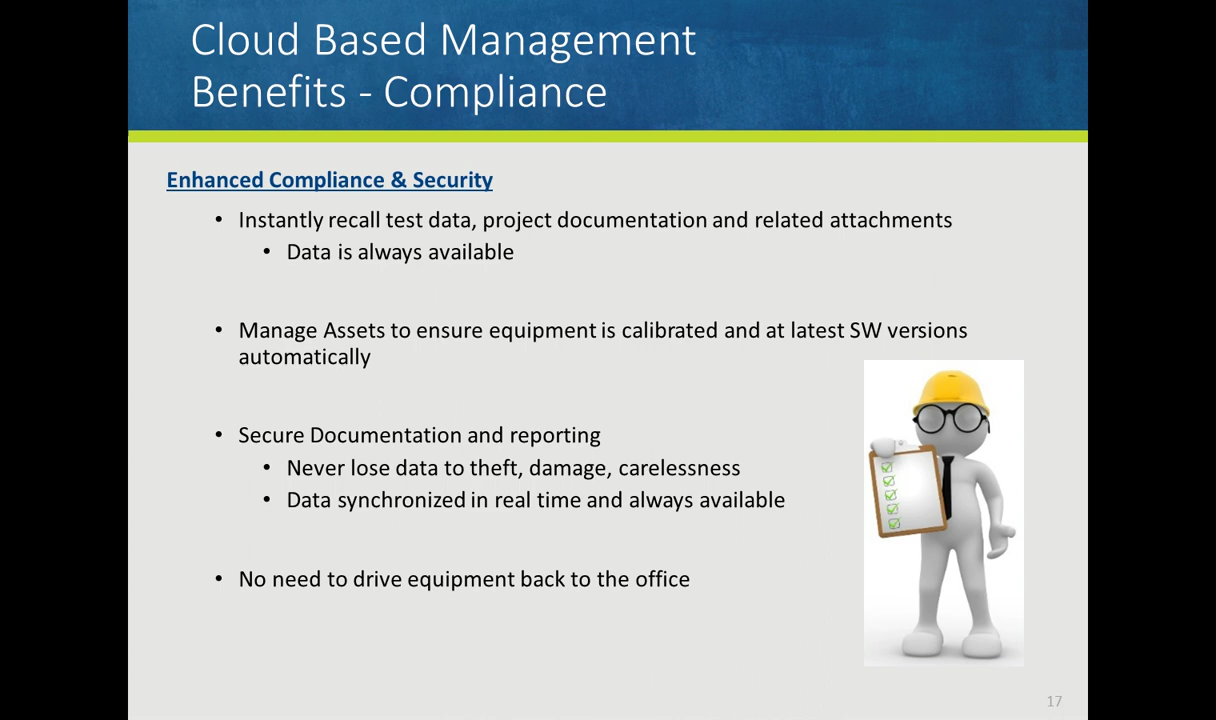 Cloud Based Management
Benefits - Compliance
Enhanced Compliance & Security
• Instantly recall test data, project documentation and related attachments
• Data is always available
• Manage Assets to ensure equipment is calibrated and at latest SW versions
automatically
• Secure Documentation and reporting
• Never lose data to theft, damage, carelessness
• Data synchronized in real time and always available
• No need to drive equipment back to the office
17